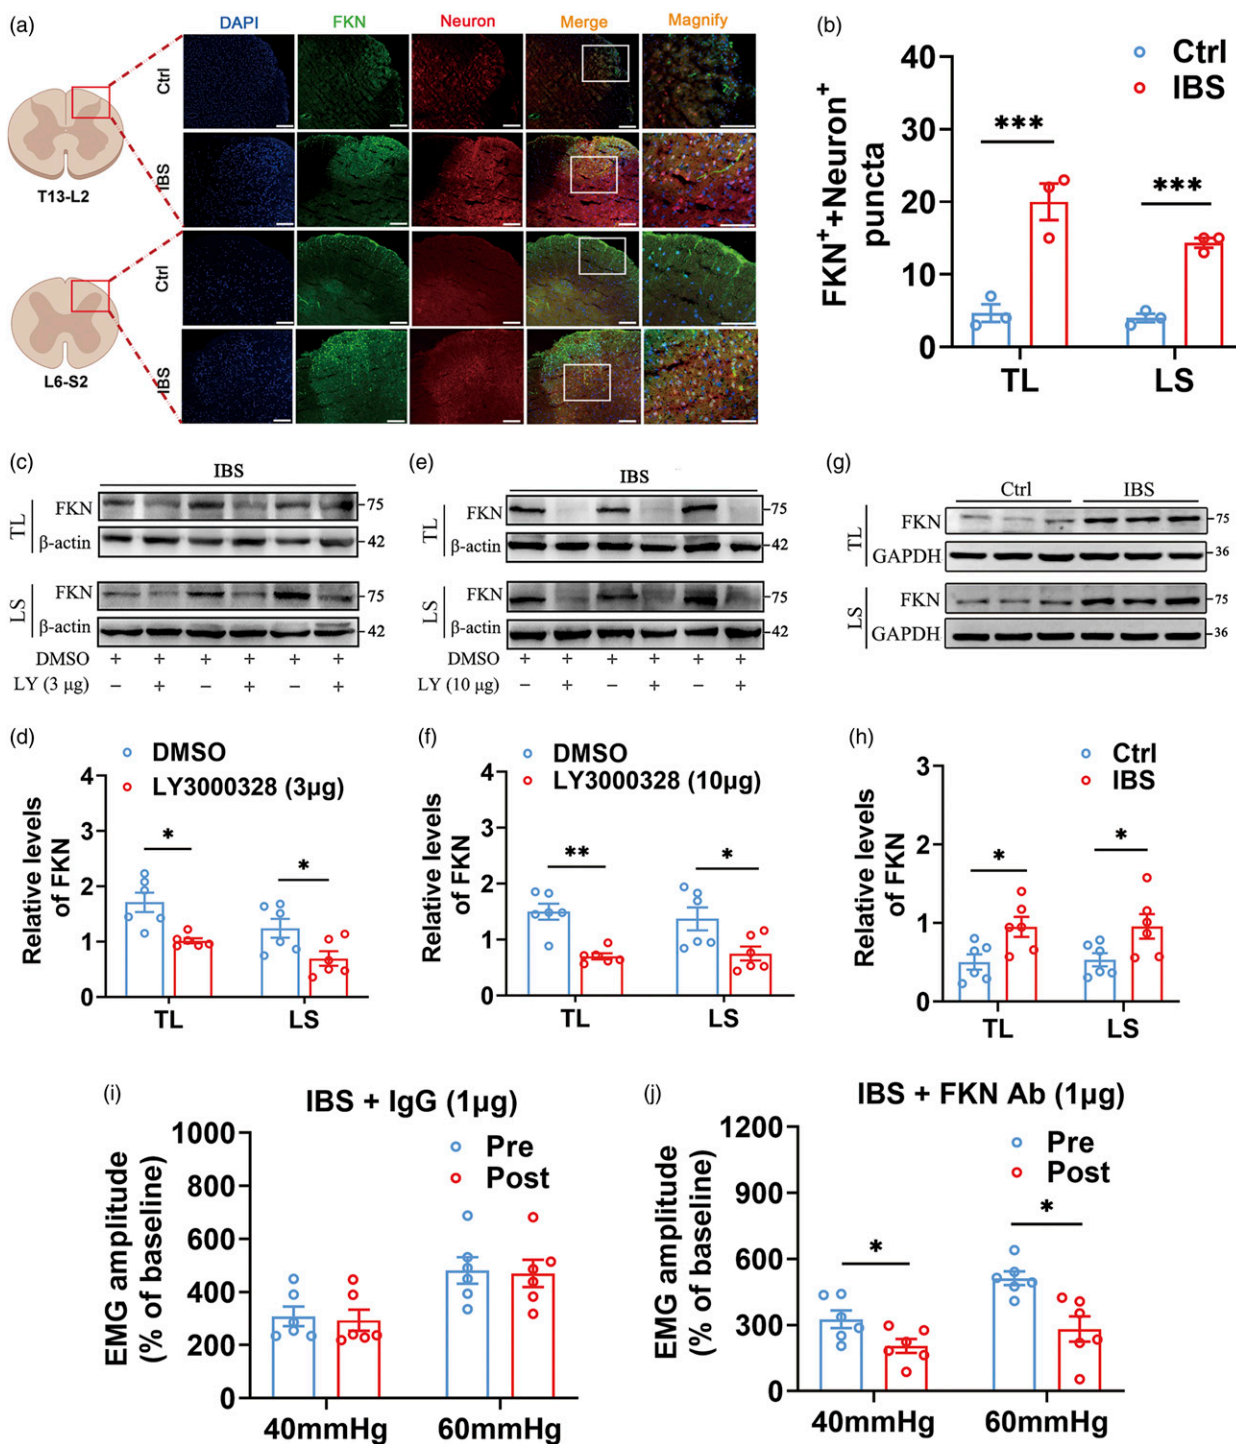 (a)
DAPI FKN Neuron Merge Magnify
Ctrl
IBS
T13-L2
Ctrl
IBS
L6-S2
(b)
Ctrl
IBS
FKN⁺+Neuron⁺
puncta
40
30
20
10
0
***
***
TL LS
(c)
IBS
TL
FKN
75
β-actin
42
LS
FKN
75
β-actin
42
DMSO + + + + + +
LY (3 μg) − + − + − +
(e)
IBS
TL
FKN
75
β-actin
42
LS
FKN
75
β-actin
42
DMSO + + + + + +
LY (10 μg) − + − + − +
(g)
Ctrl IBS
TL
FKN
75
GAPDH
36
LS
FKN
75
GAPDH
36
(d)
DMSO
LY3000328 (3μg)
Relative levels
of FKN
4
3
2
1
0
*
*
TL LS
(f)
DMSO
LY3000328 (10μg)
Relative levels
of FKN
4
3
2
1
0
**
*
TL LS
(h)
Ctrl
IBS
Relative levels
of FKN
3
2
1
0
*
*
TL LS
(i)
IBS + IgG (1μg)
Pre
Post
EMG amplitude
(% of baseline)
1000
800
600
400
200
0
40mmHg 60mmHg
(j)
IBS + FKN Ab (1μg)
Pre
Post
EMG amplitude
(% of baseline)
1200
900
600
300
0
*
*
40mmHg 60mmHg